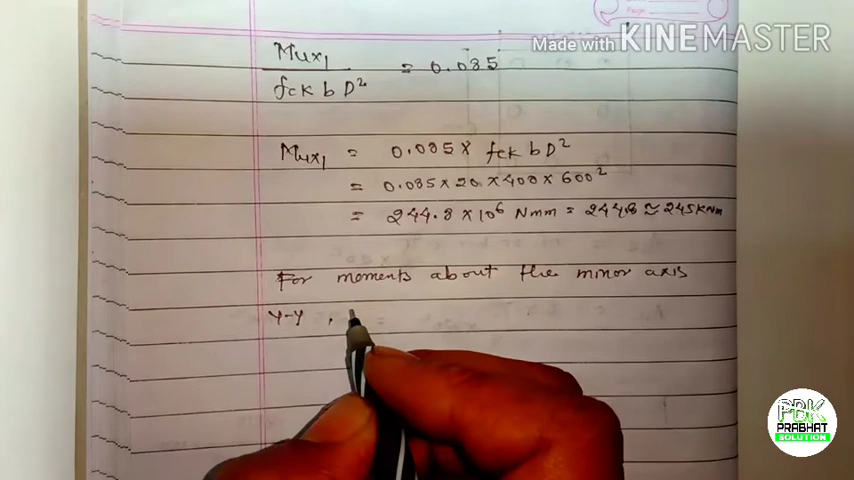 Made with KINEMASTER
Mux1 / fck b D² = 0.085
Mux1 = 0.085 x fck b D²
= 0.085 x 20 x 400 x 600²
= 244.8 x 10⁶ Nmm = 244.8 ≈ 245 KNm
For moments about the minor axis
Y-Y ,
PBK
PRABHAT
SOLUTION